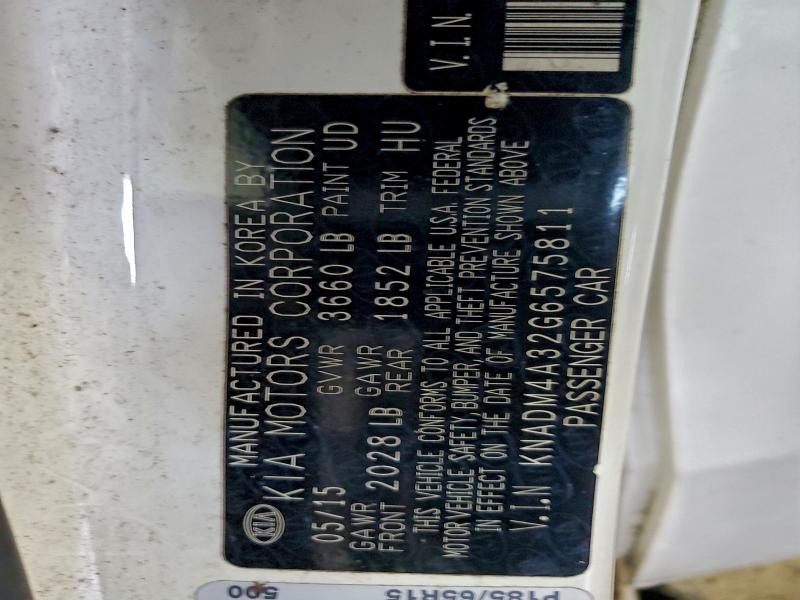 V.I.N.
MANUFACTURED IN KOREA BY
KIA KIA MOTORS CORPORATION
05/15 GVWR 3660 LB PAINT UD
GAWR FRONT 2028 LB GAWR REAR 1852 LB TRIM HU
THIS VEHICLE CONFORMS TO ALL APPLICABLE U.S.A. FEDERAL
MOTOR VEHICLE SAFETY, BUMPER AND THEFT PREVENTION STANDARDS
IN EFFECT ON THE DATE OF MANUFACTURE SHOWN ABOVE
V.I.N KNADM4A32G6575811
PASSENGER CAR
P185/65R15
500